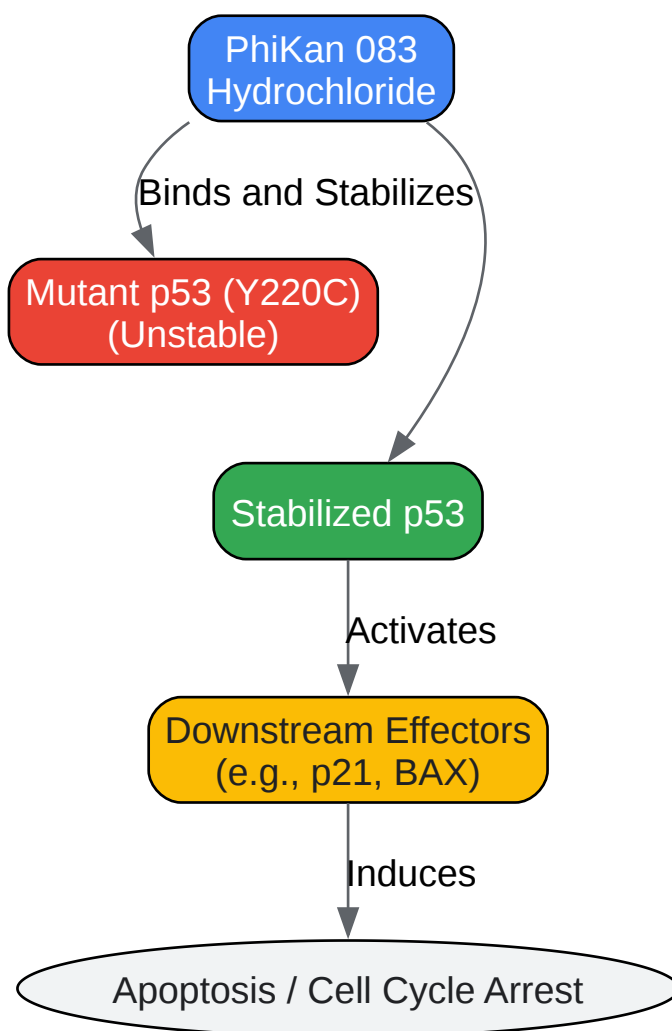 PhiKan 083
Hydrochloride
Binds and Stabilizes
Mutant p53 (Y220C)
(Unstable)
Stabilized p53
Activates
Downstream Effectors
(e.g., p21, BAX)
Induces
Apoptosis / Cell Cycle Arrest